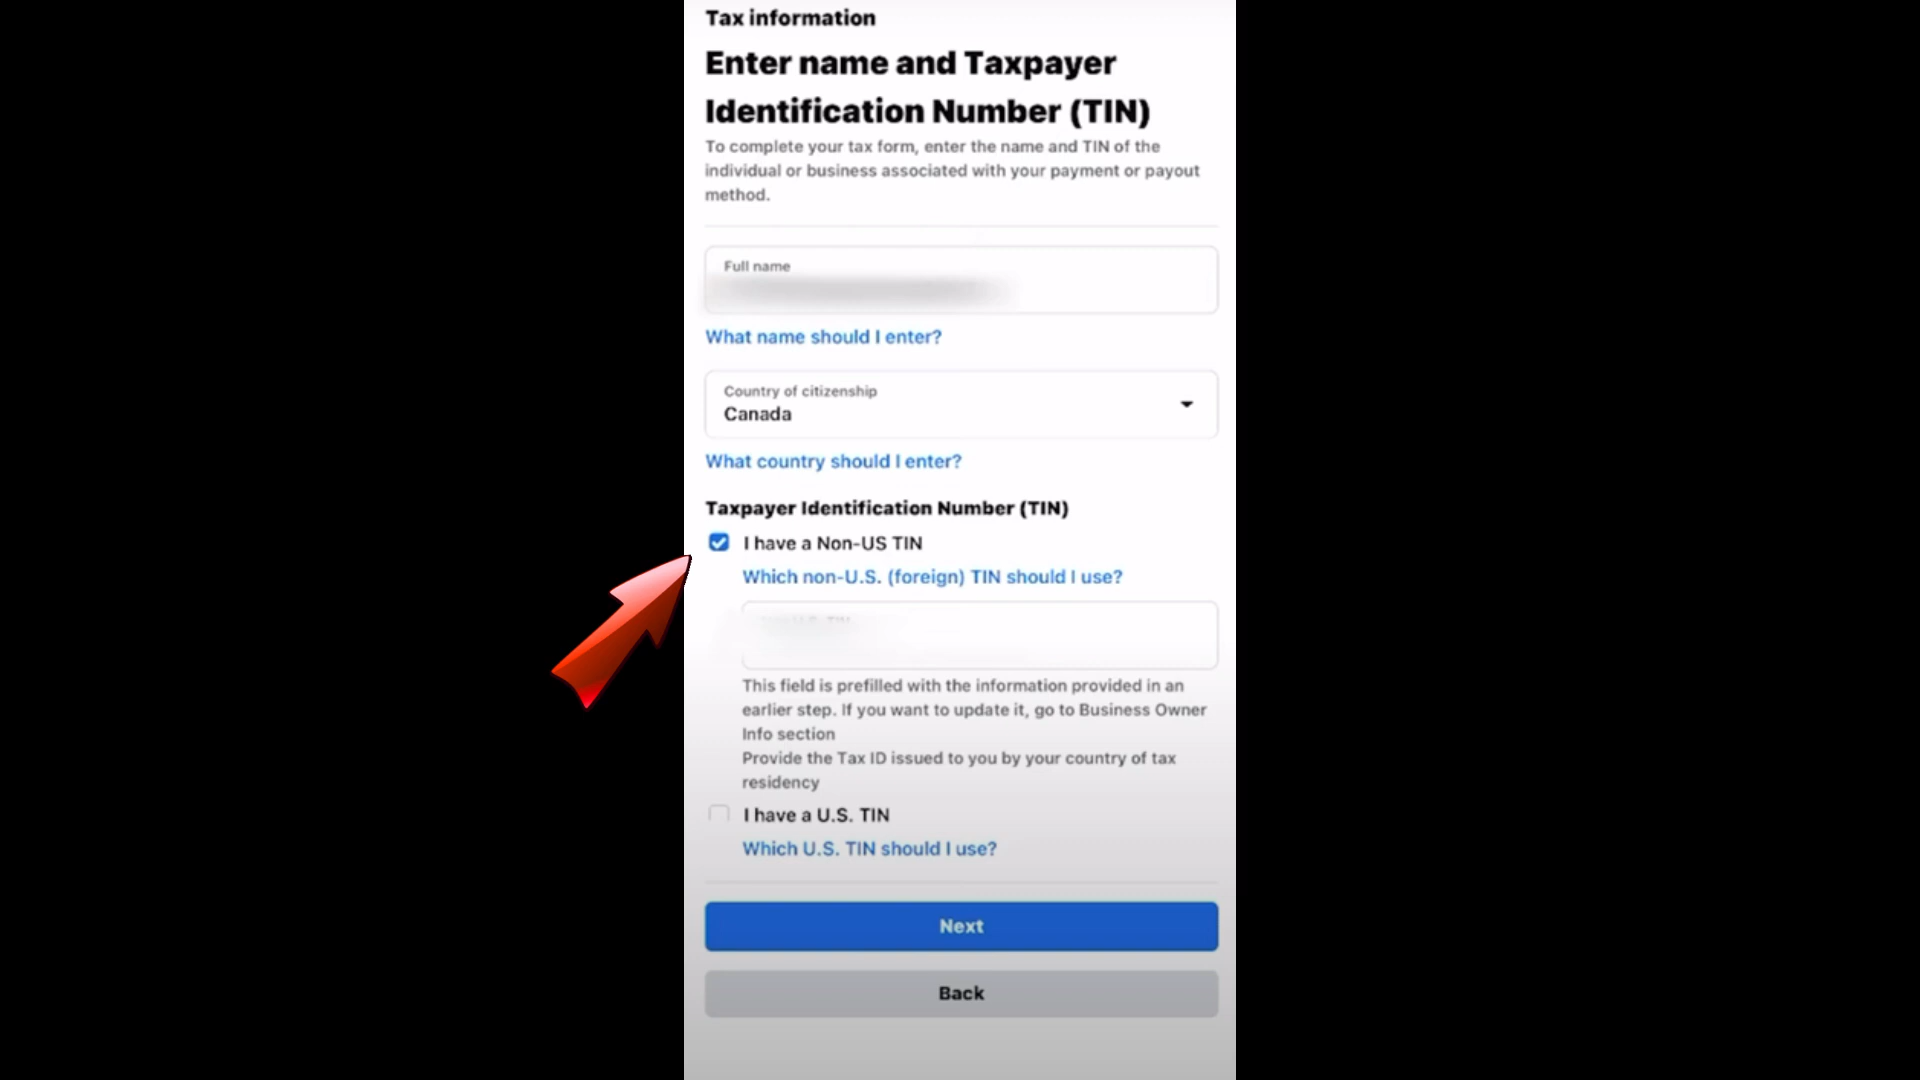 Tax information
Enter name and Taxpayer
Identification Number (TIN)
To complete your tax form, enter the name and TIN of the
individual or business associated with your payment or payout
method.
Full name
What name should I enter?
Country of citizenship
Canada
What country should I enter?
Taxpayer Identification Number (TIN)
I have a Non-US TIN
Which non-U.S. (foreign) TIN should I use?
This field is prefilled with the information provided in an
earlier step. If you want to update it, go to Business Owner
Info section
Provide the Tax ID issued to you by your country of tax
residency
I have a U.S. TIN
Which U.S. TIN should I use?
Next
Back